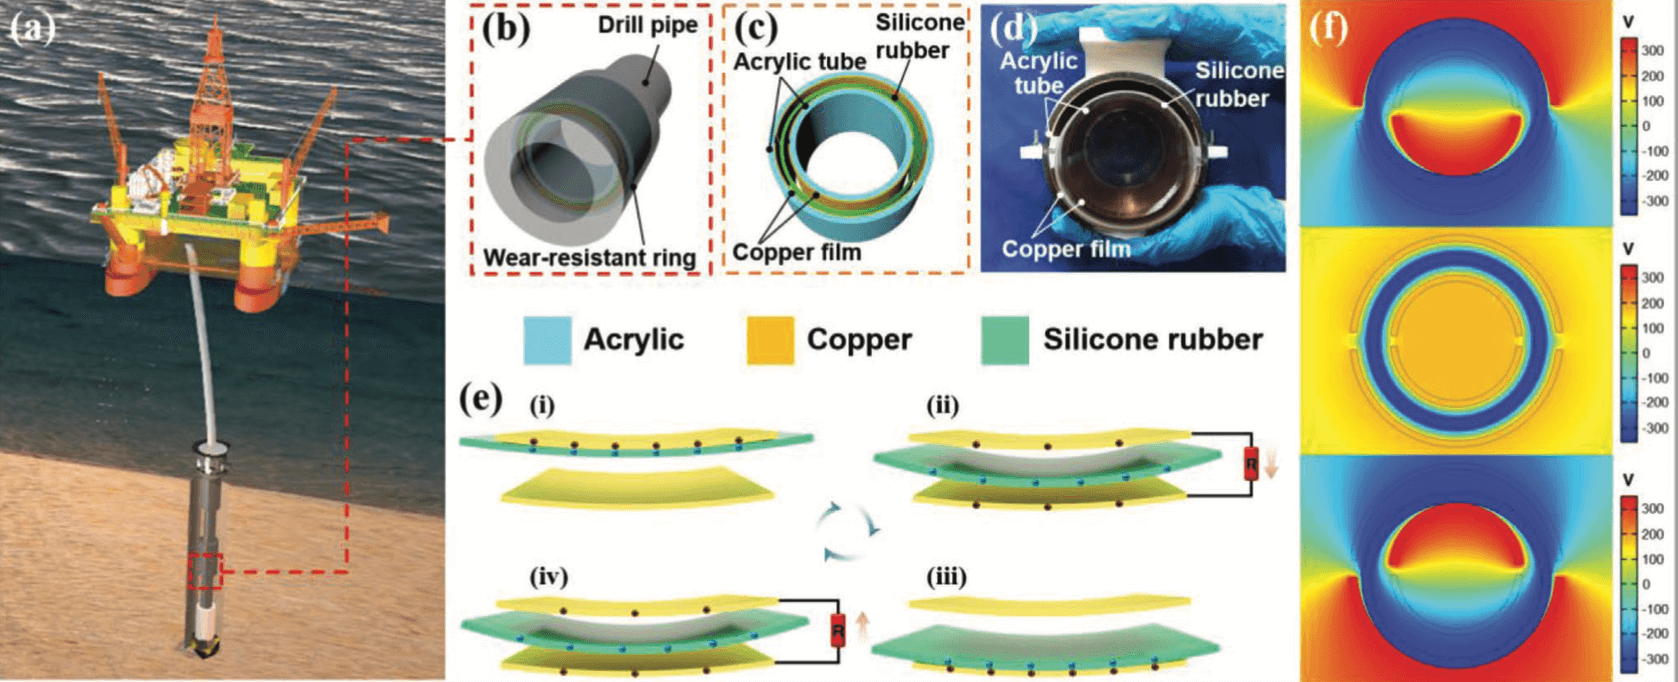 (a)
(b)
Drill pipe
Wear-resistant ring
(c)
Silicone
rubber
Acrylic tube
Copper film
(d)
Acrylic
tube
Silicone
rubber
Copper film
Acrylic
Copper
Silicone rubber
(e)
(i)
(ii)
R
(iv)
R
(iii)
(f)
V
300
200
100
0
-100
-200
-300
V
300
200
100
0
-100
-200
-300
V
300
200
100
0
-100
-200
-300